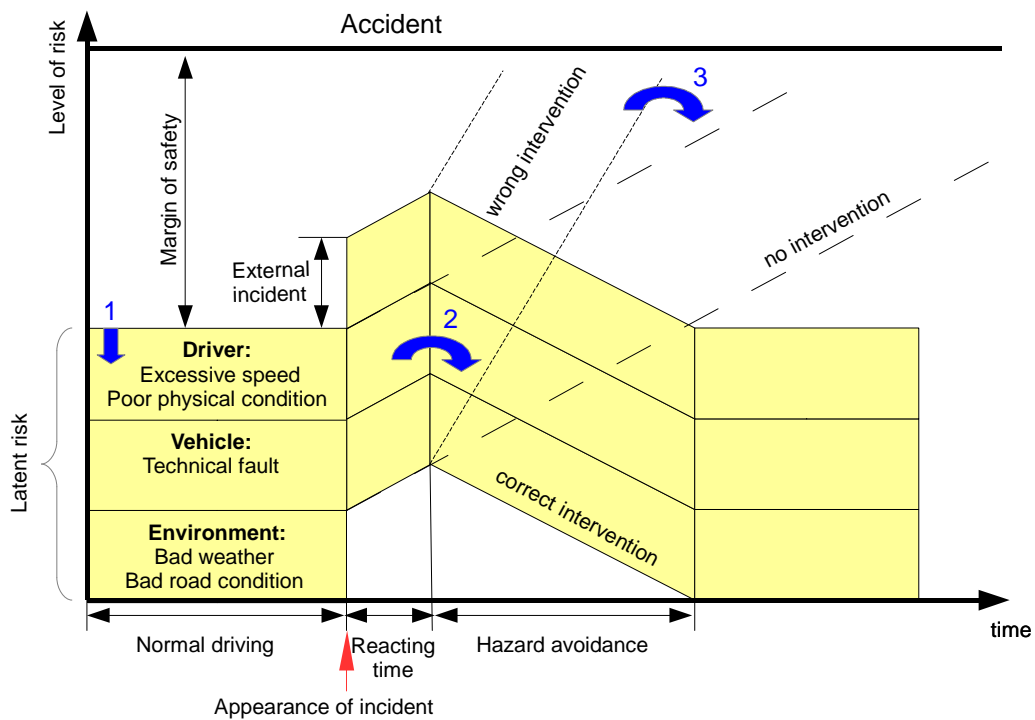 Accident
Level of risk
Margin of safety
wrong intervention
3
no intervention
External
incident
1
2
Driver:
Excessive speed
Poor physical condition
Vehicle:
Technical fault
Latent risk
correct intervention
Environment:
Bad weather
Bad road condition
time
Normal driving
Reacting
time
Hazard avoidance
Appearance of incident